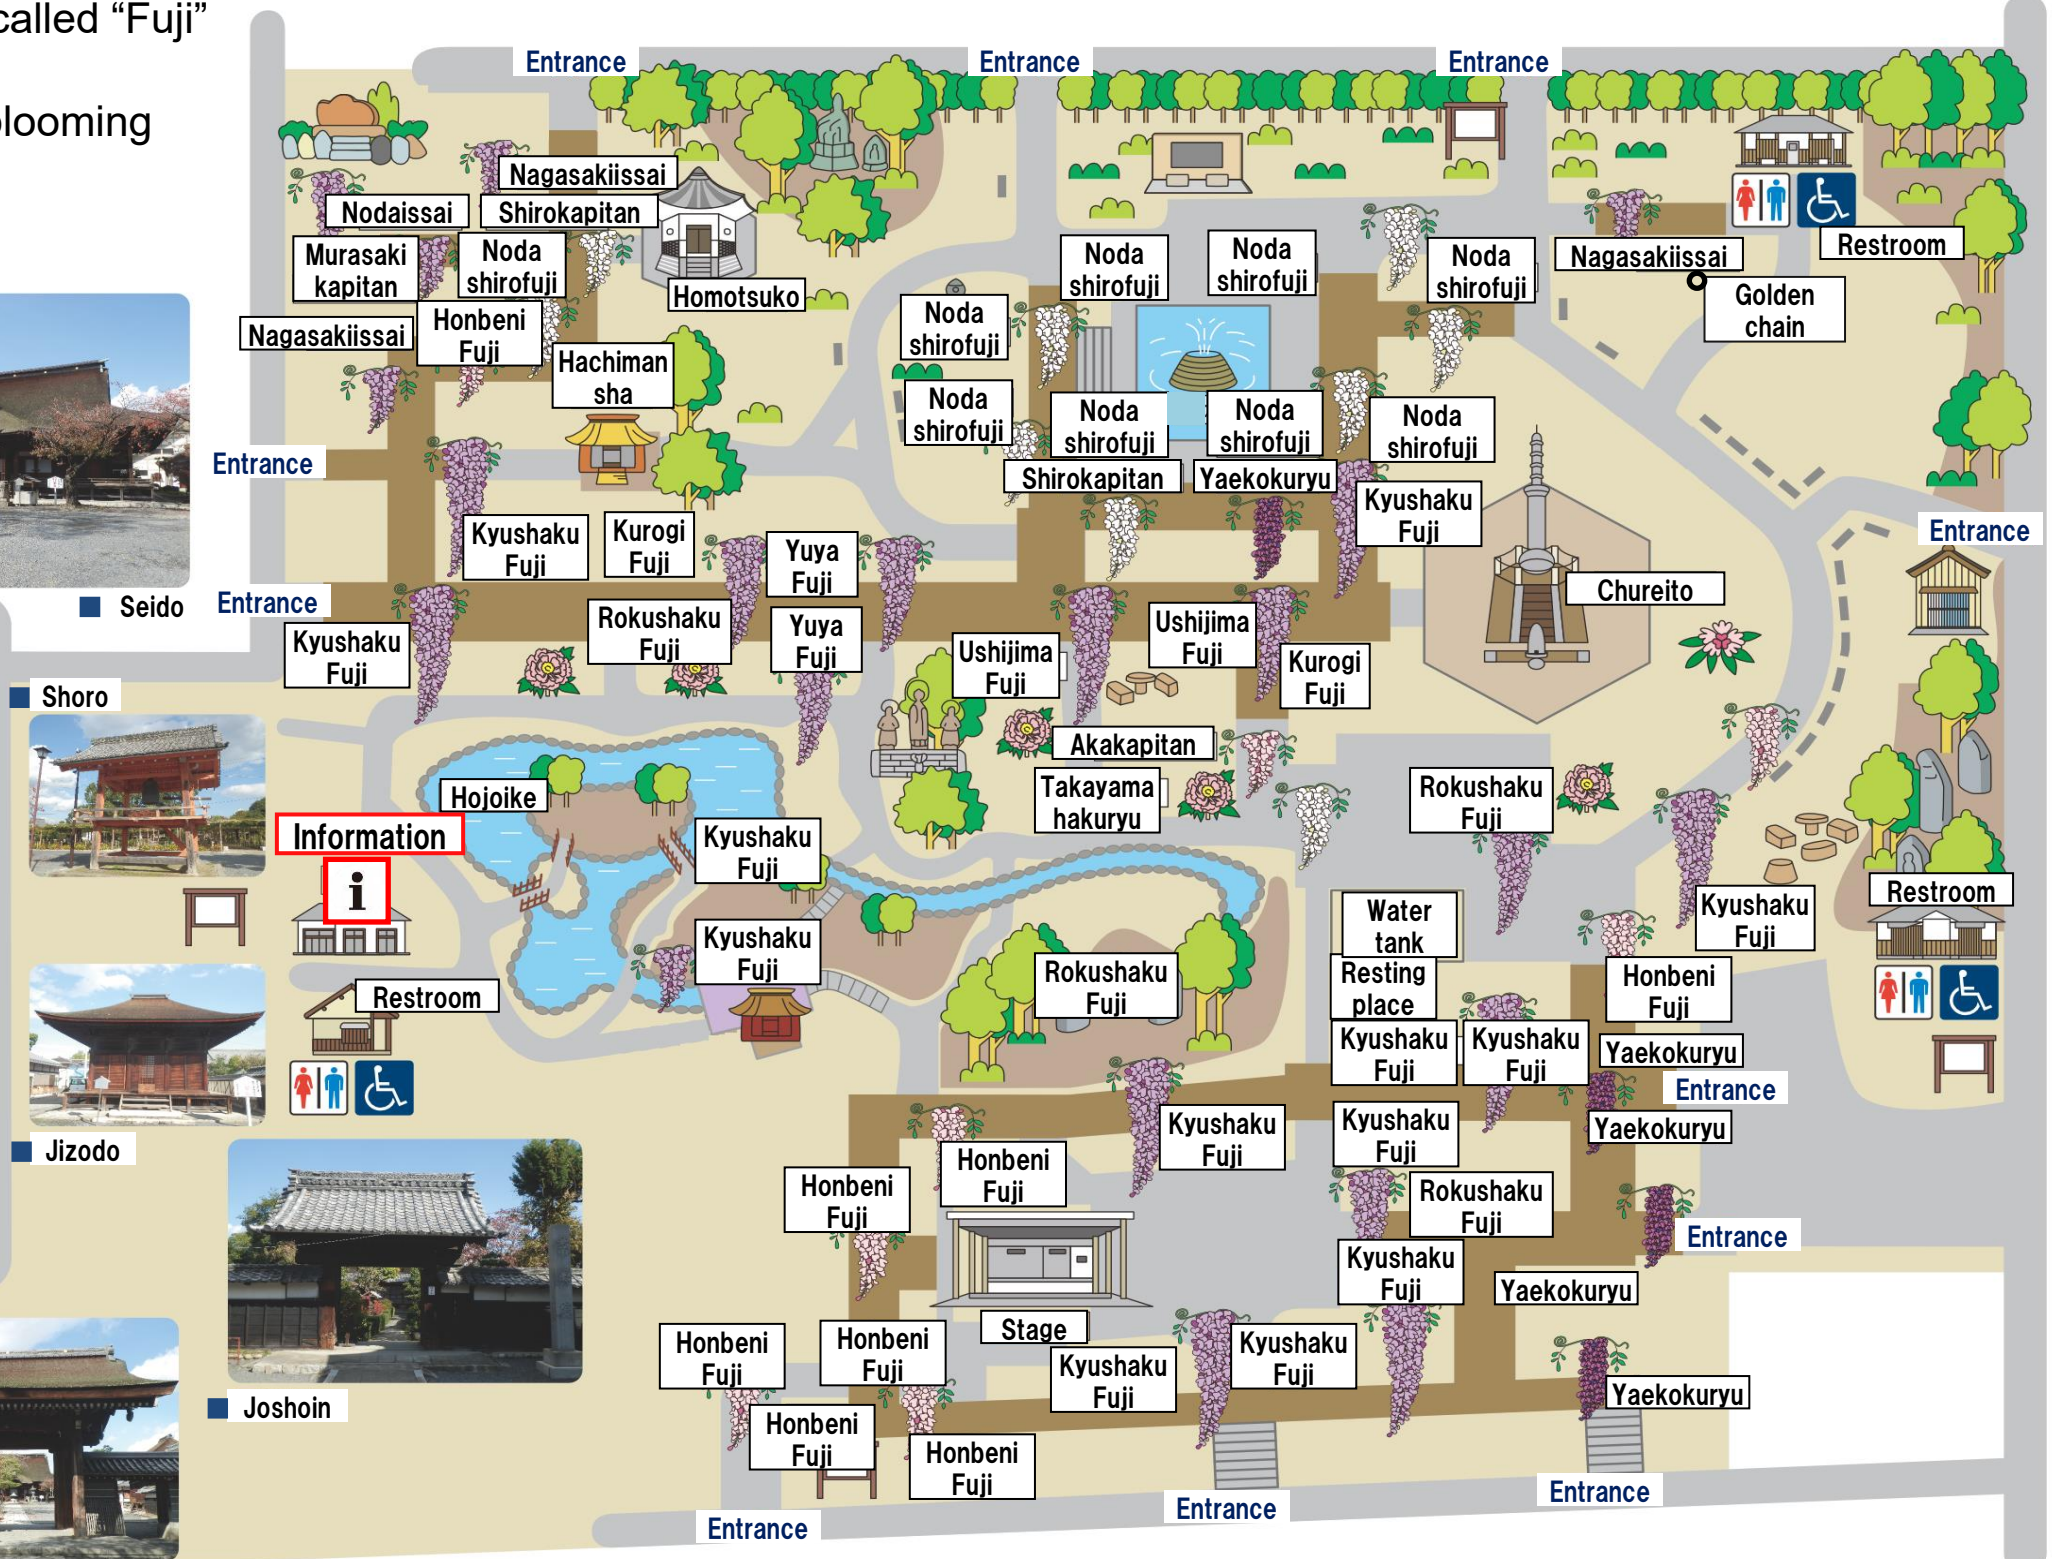 called “Fuji”
Entrance
Entrance
Entrance
blooming
Nagasakiissai
Nodaissai
Shirokapitan
Murasaki
kapitan
Noda
shirofuji
Homotsuko
Nagasakiissai
Honbeni
Fuji
Hachiman
sha
Noda
shirofuji
Noda
shirofuji
Noda
shirofuji
Noda
shirofuji
Nagasakiissai
Restroom
Golden
chain
Noda
shirofuji
Noda
shirofuji
Noda
shirofuji
Noda
shirofuji
Shirokapitan
Yaekokuryu
Kyushaku
Fuji
Entrance
Kyushaku
Fuji
Kurogi
Fuji
Yuya
Fuji
Entrance
Chureito
Seido
Entrance
Kyushaku
Fuji
Rokushaku
Fuji
Yuya
Fuji
Ushijima
Fuji
Ushijima
Fuji
Kurogi
Fuji
Shoro
Akakapitan
Takayama
hakuryu
Rokushaku
Fuji
Hojoike
Information
i
Kyushaku
Fuji
Kyushaku
Fuji
Rokushaku
Fuji
Water
tank
Resting
place
Kyushaku
Fuji
Restroom
Honbeni
Fuji
Restroom
Kyushaku
Fuji
Kyushaku
Fuji
Yaekokuryu
Entrance
Jizodo
Kyushaku
Fuji
Kyushaku
Fuji
Yaekokuryu
Honbeni
Fuji
Honbeni
Fuji
Rokushaku
Fuji
Entrance
Kyushaku
Fuji
Yaekokuryu
Stage
Honbeni
Fuji
Honbeni
Fuji
Kyushaku
Fuji
Kyushaku
Fuji
Yaekokuryu
Joshoin
Honbeni
Fuji
Honbeni
Fuji
Entrance
Entrance
Entrance